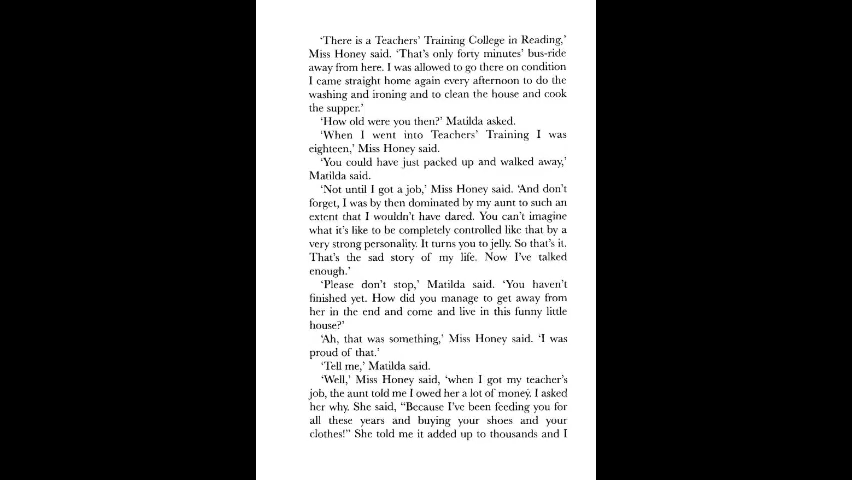 ‘There is a Teachers’ Training College in Reading,’
Miss Honey said. ‘That’s only forty minutes’ bus-ride
away from here. I was allowed to go there on condition
I came straight home again every afternoon to do the
washing and ironing and to clean the house and cook
the supper.’
‘How old were you then?’ Matilda asked.
‘When I went into Teachers’ Training I was
eighteen,’ Miss Honey said.
‘You could have just packed up and walked away,’
Matilda said.
‘Not until I got a job,’ Miss Honey said. ‘And don’t
forget, I was by then dominated by my aunt to such an
extent that I wouldn’t have dared. You can’t imagine
what it’s like to be completely controlled like that by a
very strong personality. It turns you to jelly. So that’s it.
That’s the sad story of my life. Now I’ve talked
enough.’
‘Please don’t stop,’ Matilda said. ‘You haven’t
finished yet. How did you manage to get away from
her in the end and come and live in this funny little
house?’
‘Ah, that was something,’ Miss Honey said. ‘I was
proud of that.’
‘Tell me,’ Matilda said.
‘Well,’ Miss Honey said, ‘when I got my teacher’s
job, the aunt told me I owed her a lot of money. I asked
her why. She said, “Because I’ve been feeding you for
all these years and buying your shoes and your
clothes!” She told me it added up to thousands and I